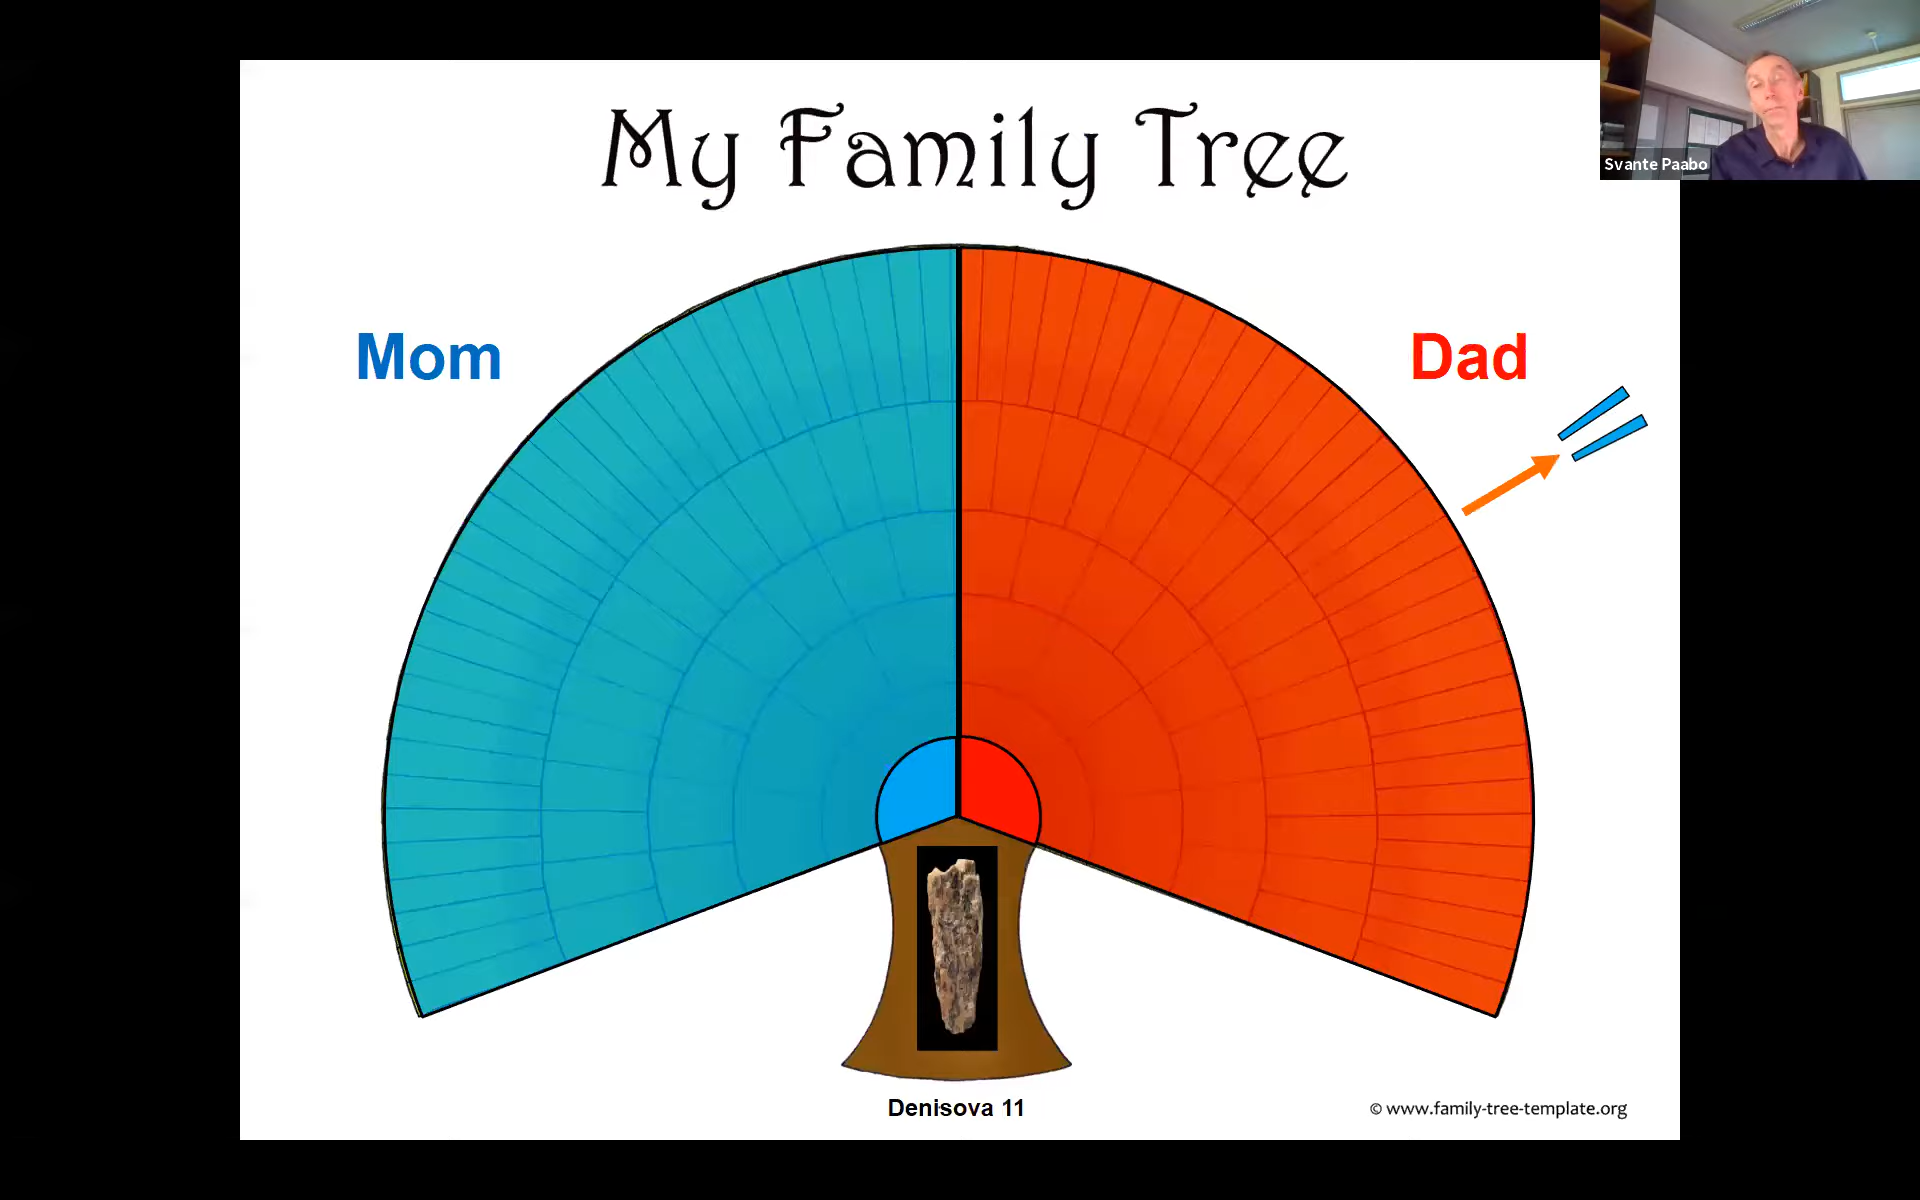 My Family Tree
Svante Paabo
Mom
Dad
Denisova 11
© www.family-tree-template.org